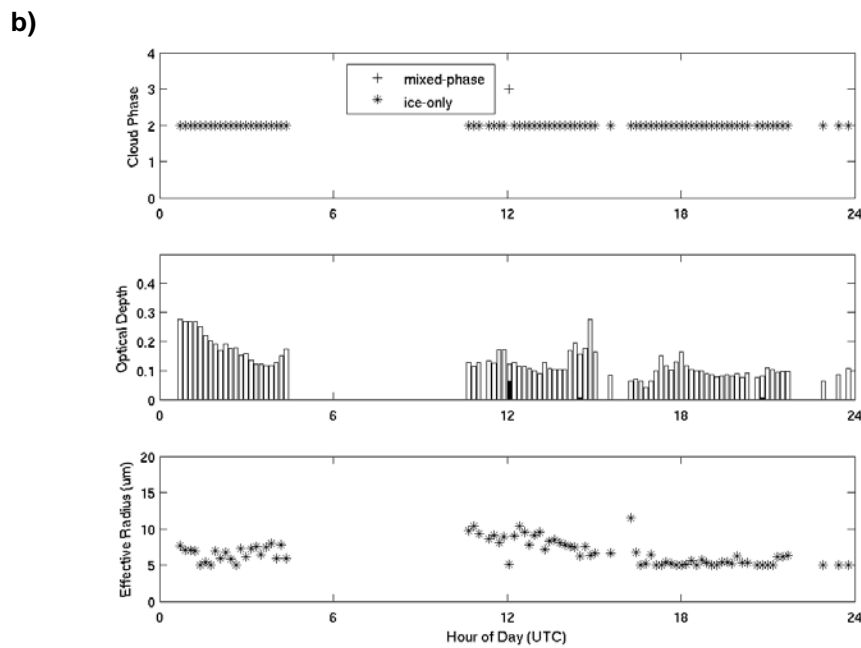 b)
4
3
2
1
0
Cloud Phase
+ mixed-phase
* ice-only
0 6 12 18 24
0.4
0.3
0.2
0.1
0
Optical Depth
0 6 12 18 24
20
15
10
5
0
Effective Radius (um)
0 6 12 18 24
Hour of Day (UTC)